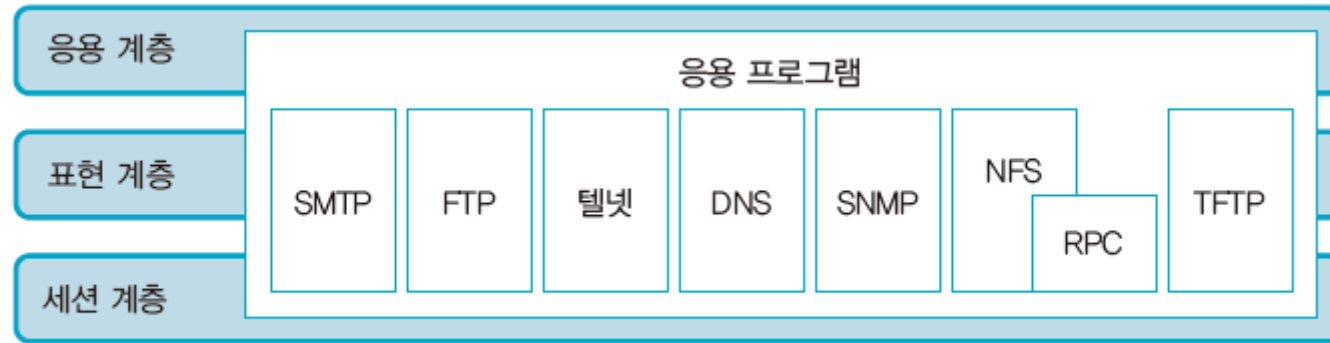 응용 계층
응용 프로그램
표현 계층
SMTP
FTP
텔넷
DNS
SNMP
NFS
RPC
TFTP
세션 계층